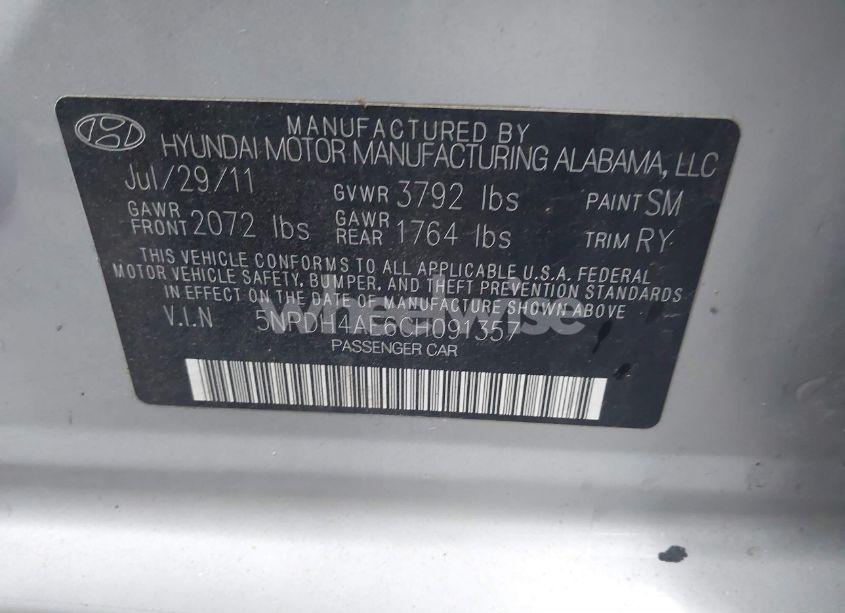 MANUFACTURED BY
HYUNDAI MOTOR MANUFACTURING ALABAMA, LLC
Jul/29/11 GVWR 3792 lbs PAINT SM
GAWR FRONT 2072 lbs GAWR REAR 1764 lbs TRIM RY
THIS VEHICLE CONFORMS TO ALL APPLICABLE U.S.A. FEDERAL
MOTOR VEHICLE SAFETY, BUMPER, AND THEFT PREVENTION STANDARDS
IN EFFECT ON THE DATE OF MANUFACTURE SHOWN ABOVE
V.I.N 5NPDH4AE6CH091357
wheelwise
PASSENGER CAR